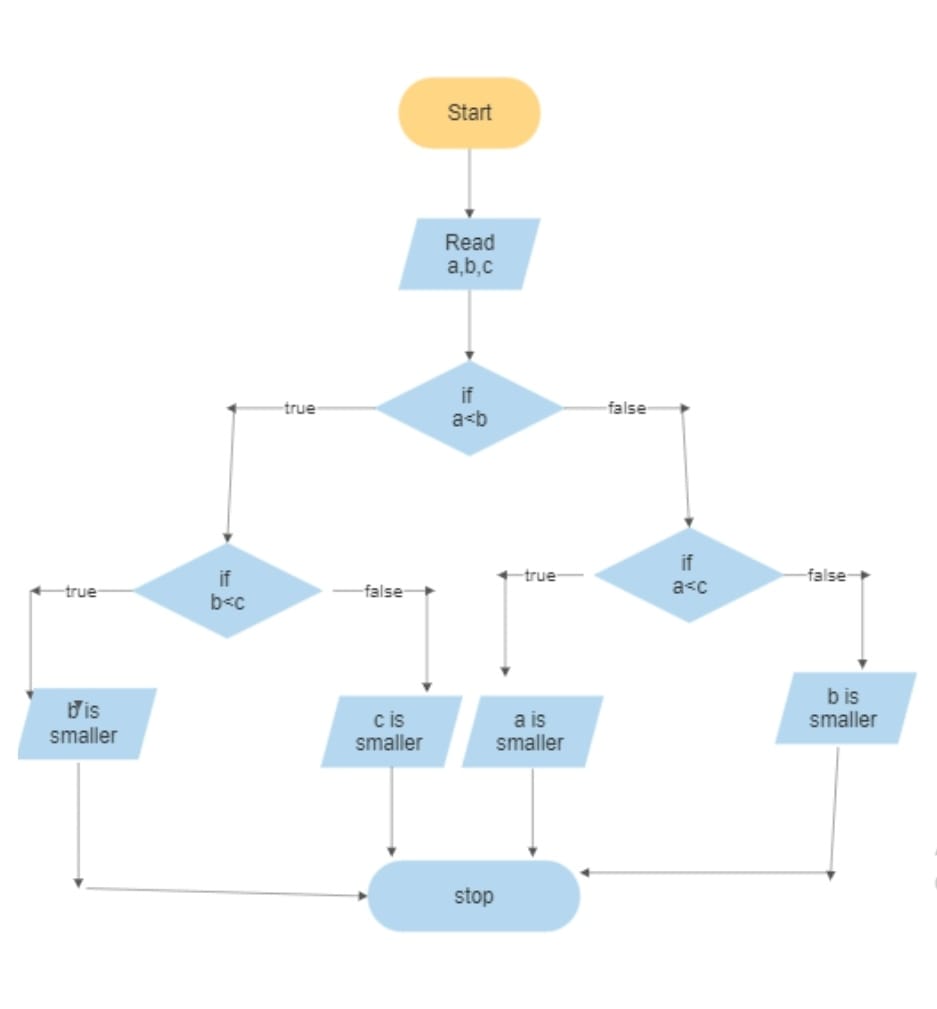 Start
Read
a,b,c
if
a<b
true
false
if
b<c
true
false
if
a<c
true
false
b is
smaller
c is
smaller
a is
smaller
b is
smaller
stop